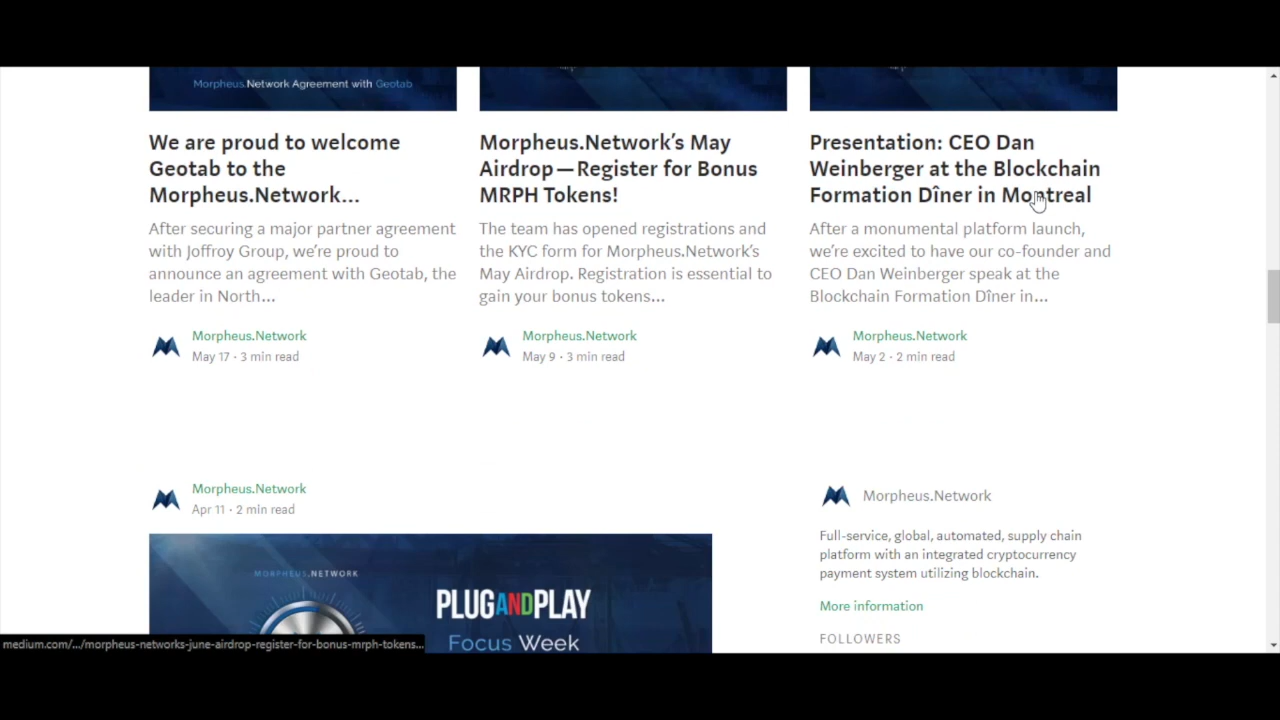 Morpheus.Network Agreement with Geotab
We are proud to welcome
Geotab to the
Morpheus.Network...
After securing a major partner agreement
with Joffroy Group, we're proud to
announce an agreement with Geotab, the
leader in North...
Morpheus.Network
May 17 · 3 min read
Morpheus.Network's May
Airdrop — Register for Bonus
MRPH Tokens!
The team has opened registrations and
the KYC form for Morpheus.Network's
May Airdrop. Registration is essential to
gain your bonus tokens...
Morpheus.Network
May 9 · 3 min read
Presentation: CEO Dan
Weinberger at the Blockchain
Formation Dîner in Montreal
After a monumental platform launch,
we're excited to have our co-founder and
CEO Dan Weinberger speak at the
Blockchain Formation Dîner in...
Morpheus.Network
May 2 · 2 min read
Morpheus.Network
Apr 11 · 2 min read
MORPHEUS.NETWORK
PLUGANDPLAY
Focus Week
Morpheus.Network
Full-service, global, automated, supply chain
platform with an integrated cryptocurrency
payment system utilizing blockchain.
More information
FOLLOWERS
medium.com/.../morpheus-networks-june-airdrop-register-for-bonus-mrph-tokens...